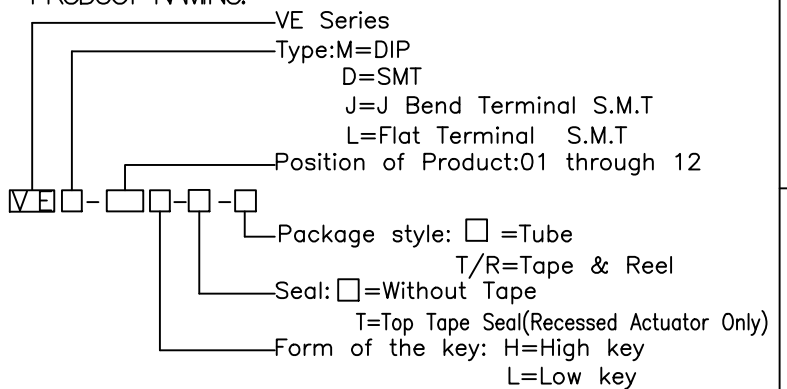 VE Series
Type:M=DIP
D=SMT
J=J Bend Terminal S.M.T
L=Flat Terminal S.M.T
Position of Product:01 through 12
VE□-□□-□-□
Package style: □ =Tube
T/R=Tape & Reel
Seal:□=Without Tape
T=Top Tape Seal(Recessed Actuator Only)
Form of the key: H=High key
L=Low key